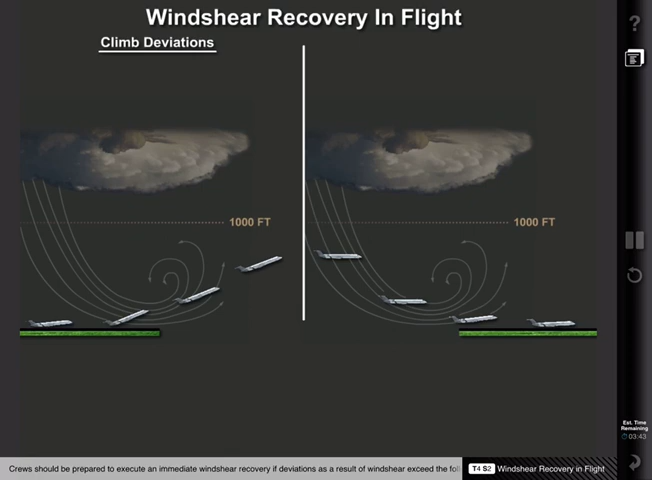 Windshear Recovery In Flight
Climb Deviations
1000 FT
1000 FT
?
Est. Time
Remaining
03:43
Crews should be prepared to execute an immediate windshear recovery if deviations as a result of windshear exceed the
T4 S2 Windshear Recovery in Flight